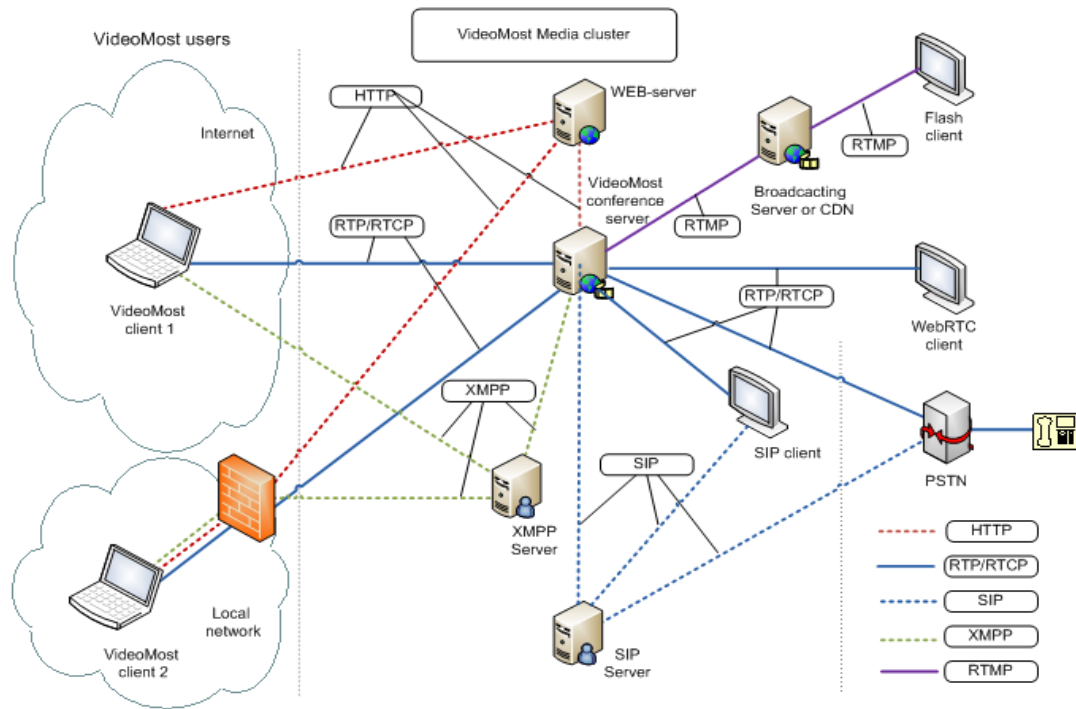 VideoMost users
VideoMost Media cluster
HTTP
WEB-server
Internet
Flash
client
RTMP
Broadcacting
Server or CDN
RTMP
VideoMost
conference
server
RTP/RTCP
VideoMost
client 1
RTP/RTCP
WebRTC
client
XMPP
SIP
SIP client
PSTN
XMPP
Server
Local
network
VideoMost
client 2
SIP
Server
HTTP
RTP/RTCP
SIP
XMPP
RTMP